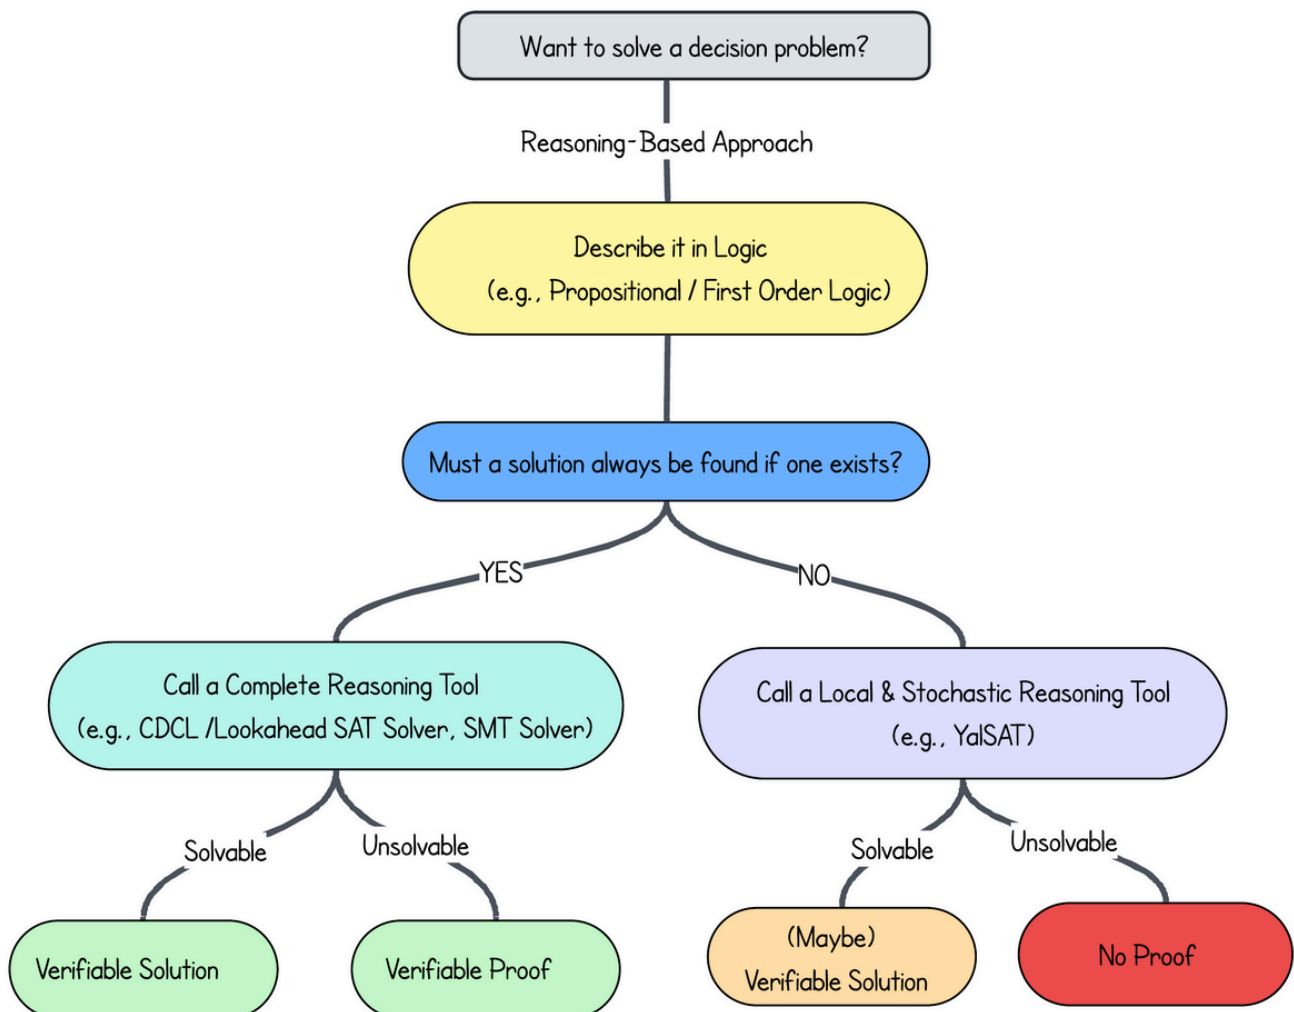 Want to solve a decision problem?
Reasoning-Based Approach
Describe it in Logic
(e.g., Propositional / First Order Logic)
Must a solution always be found if one exists?
YES
NO
Call a Complete Reasoning Tool
(e.g., CDCL /Lookahead SAT Solver, SMT Solver)
Call a Local & Stochastic Reasoning Tool
(e.g., YalSAT)
Solvable
Unsolvable
Solvable
Unsolvable
Verifiable Solution
Verifiable Proof
(Maybe)
Verifiable Solution
No Proof